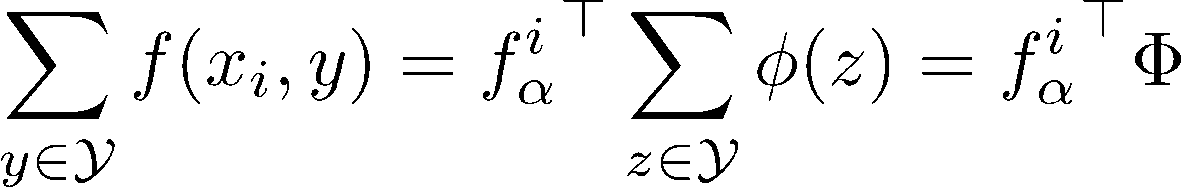 \sum_{y \in \mathcal{Y}} f(x_i, y) = {f_\alpha^i}^\top \sum_{z \in \mathcal{Y}} \phi(z) = {f_\alpha^i}^\top \Phi